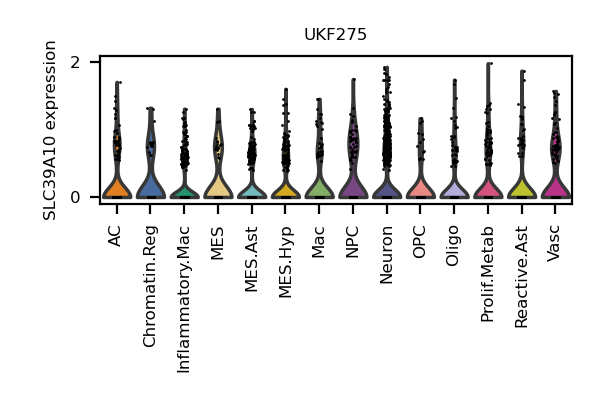 UKF275
SLC39A10 expression
2
0
AC
Chromatin.Reg
Inflammatory.Mac
MES
MES.Ast
MES.Hyp
Mac
NPC
Neuron
OPC
Oligo
Prolif.Metab
Reactive.Ast
Vasc